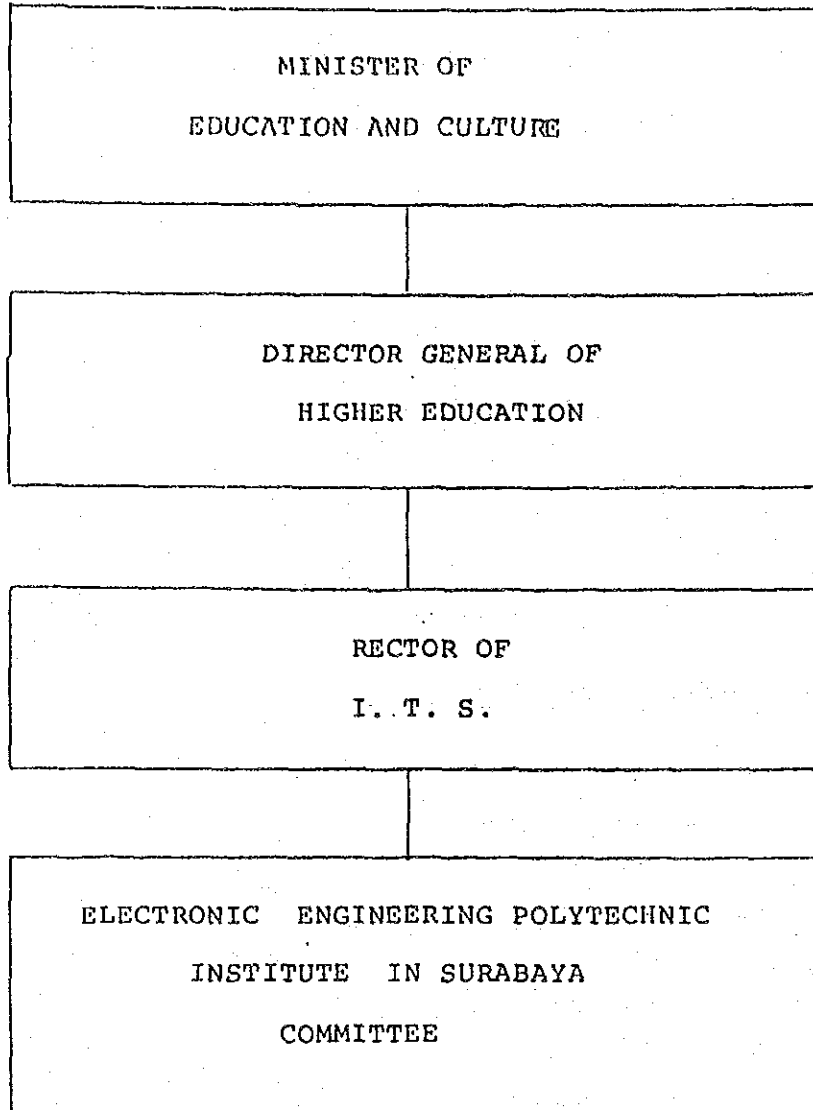 MINISTER OF
EDUCATION AND CULTURE
DIRECTOR GENERAL OF
HIGHER EDUCATION
RECTOR OF
I. T. S.
ELECTRONIC ENGINEERING POLYTECHNIC
INSTITUTE IN SURABAYA
COMMITTEE